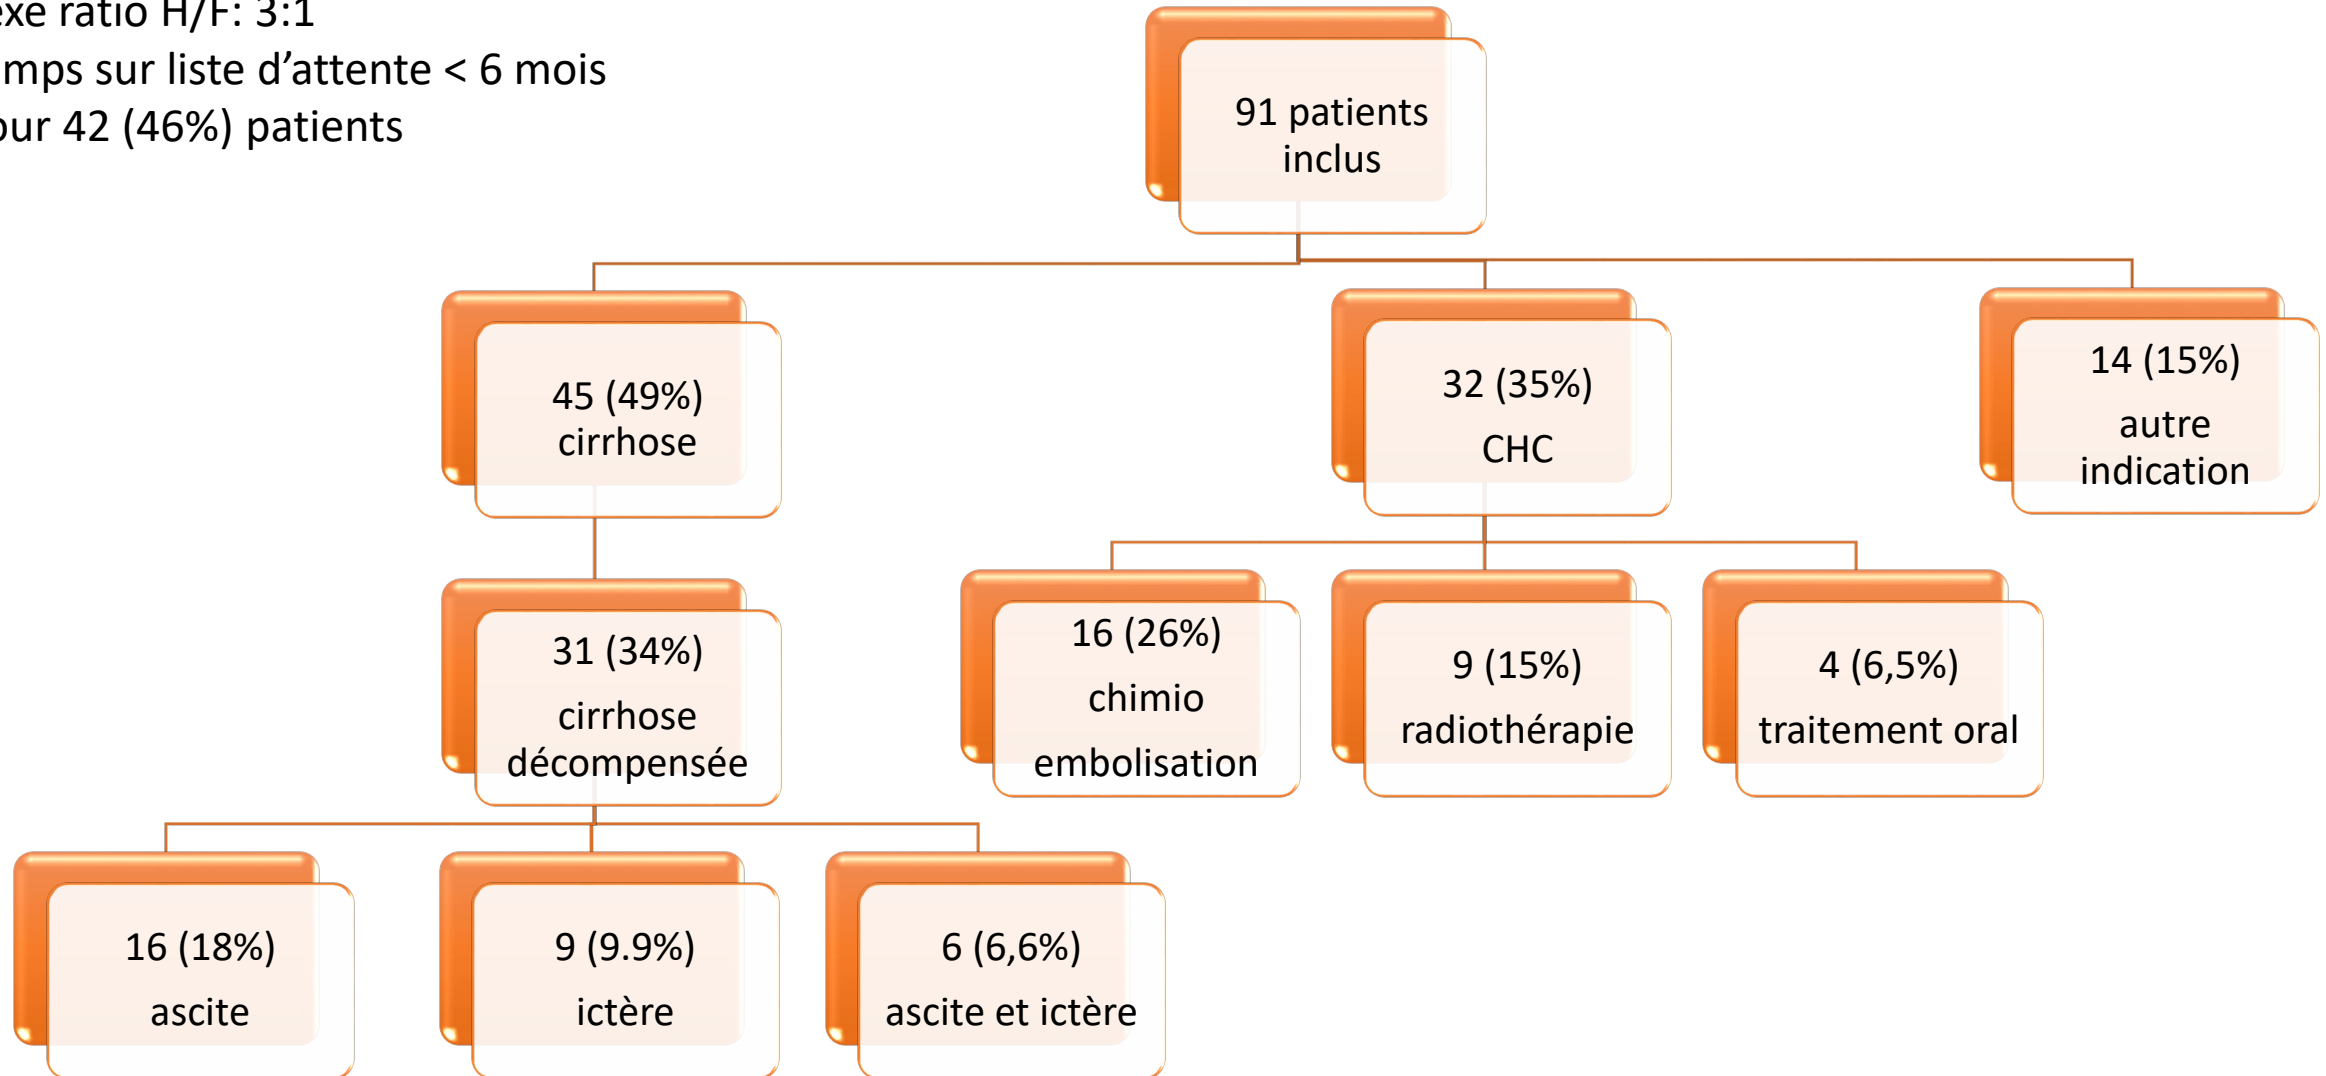 exe ratio H/F: 3:1
mps sur liste d’attente < 6 mois
our 42 (46%) patients
91 patients
inclus
45 (49%)
cirrhose
32 (35%)
CHC
14 (15%)
autre
indication
31 (34%)
cirrhose
décompensée
16 (26%)
chimio
embolisation
9 (15%)
radiothérapie
4 (6,5%)
traitement oral
16 (18%)
ascite
9 (9.9%)
ictère
6 (6,6%)
ascite et ictère